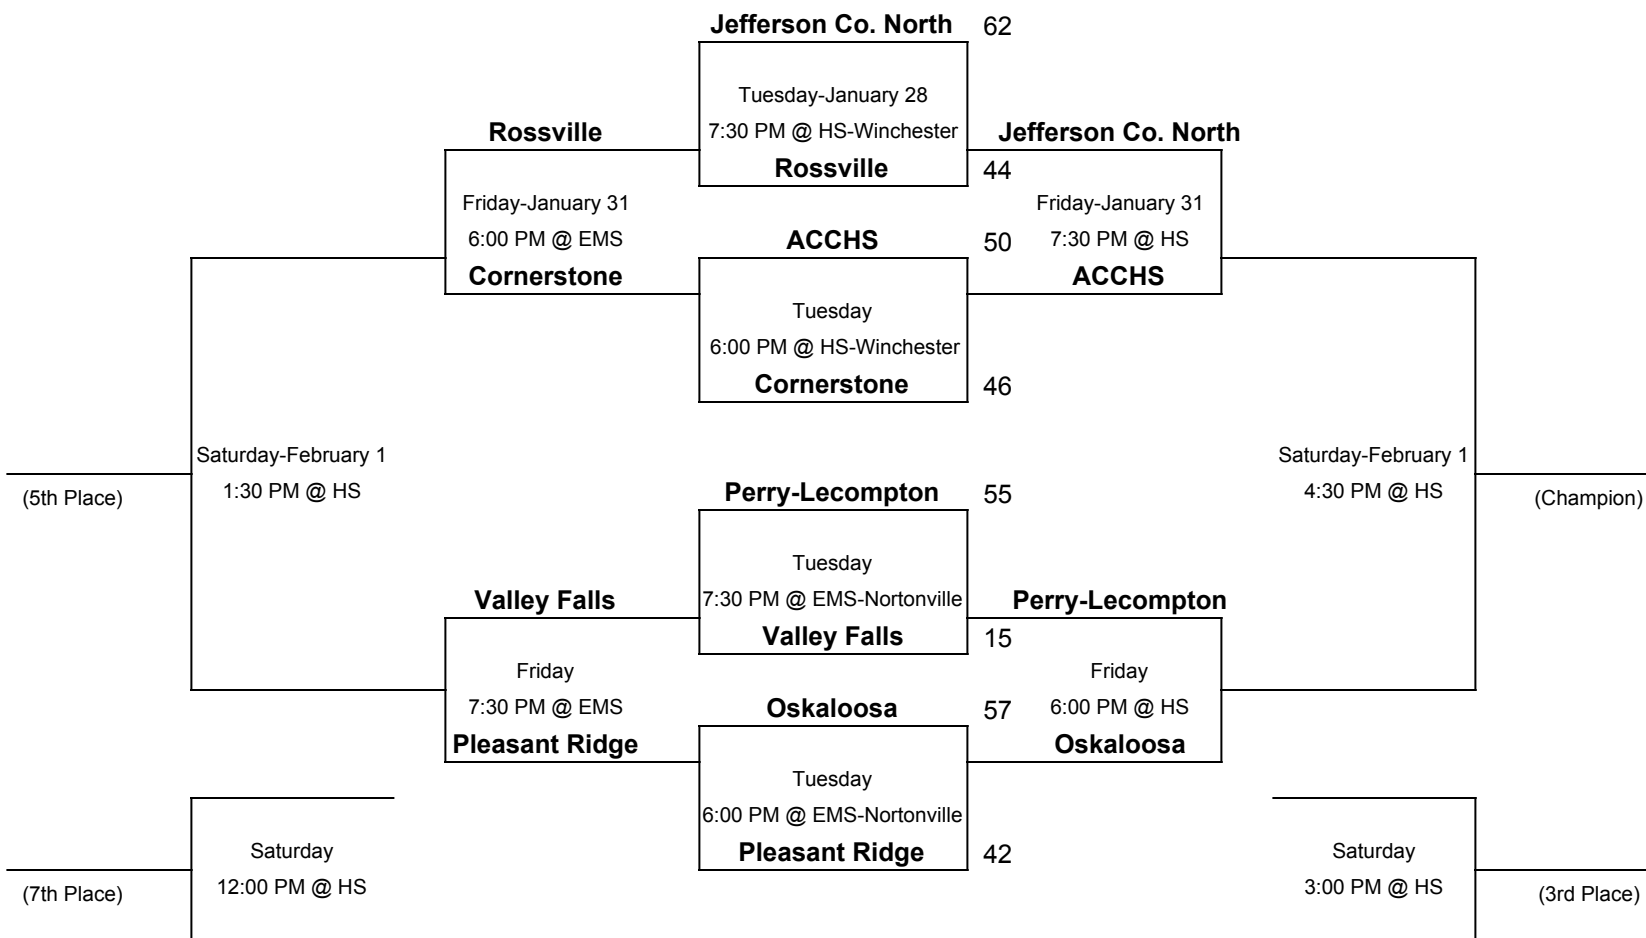 Jefferson Co. North 62
Tuesday-January 28
Rossville 7:30 PM @ HS-Winchester Jefferson Co. North
Rossville 44
Friday-January 31 Friday-January 31
6:00 PM @ EMS ACCHS 50 7:30 PM @ HS
Cornerstone ACCHS
Tuesday
6:00 PM @ HS-Winchester
Cornerstone 46
Saturday-February 1 Saturday-February 1
(5th Place) 1:30 PM @ HS Perry-Lecompton 55 4:30 PM @ HS (Champion)
Tuesday
Valley Falls 7:30 PM @ EMS-Nortonville Perry-Lecompton
Valley Falls 15
Friday Friday
7:30 PM @ EMS Oskaloosa 57 6:00 PM @ HS
Pleasant Ridge Oskaloosa
Tuesday
6:00 PM @ EMS-Nortonville
Saturday Pleasant Ridge 42 Saturday
(7th Place) 12:00 PM @ HS 3:00 PM @ HS (3rd Place)